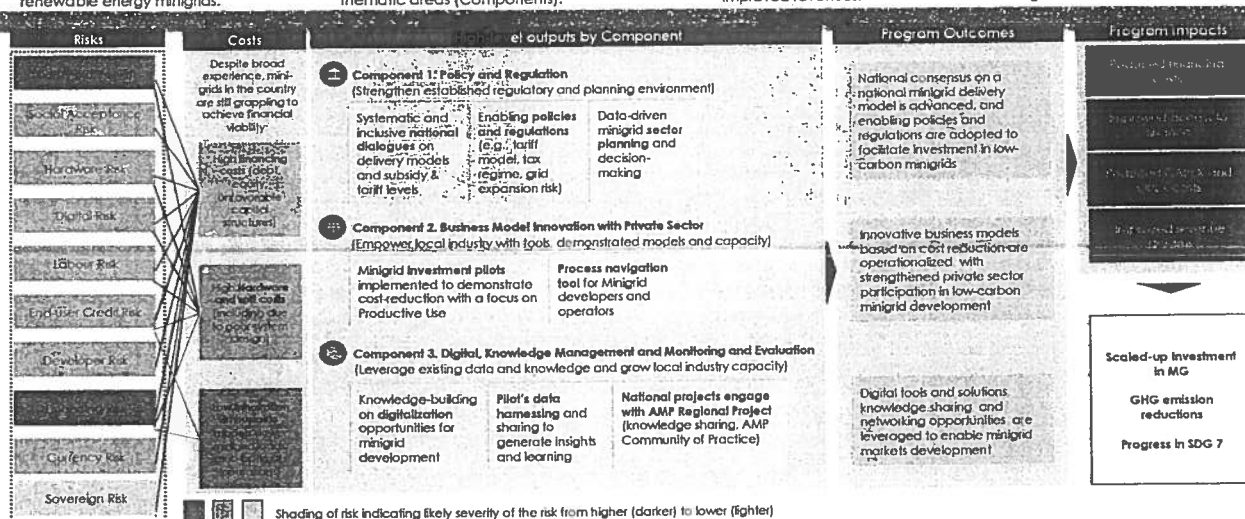 renewable energy minigrids.
thematic areas (Components).
Risks
Costs
outputs by Component
Program Outcomes
Program Impacts
Social Acceptance
Risk
Hardware Risk
Digital Risk
Labour Risk
End-user Credit Risk
Developer Risk
Currency Risk
Sovereign Risk
Despite broad
experience, mini-
grids in the country
are still grappling to
achieve financial
viability
High financing
costs (debt,
equity,
unfavorable
capital
structures)
High Hardware
and soft costs
(including due
to poor system
design)
Component 1. Policy and Regulation
(Strengthen established regulatory and planning environment)
Systematic and
inclusive national
dialogues on
delivery models
and subsidy &
tariff levels
Enabling policies
and regulations
(e.g., tariff
model, tax
regime, grid
expansion risk)
Data-driven
minigrid sector
planning and
decision-
making
Component 2. Business Model Innovation with Private Sector
(Empower local industry with tools, demonstrated models and capacity)
Minigrid investment pilots
implemented to demonstrate
cost-reduction with a focus on
Productive Use
Process navigation
tool for Minigrid
developers and
operators
Component 3. Digital, Knowledge Management and Monitoring and Evaluation
(Leverage existing data and knowledge and grow local industry capacity)
Knowledge-building
on digitalization
opportunities for
minigrid
development
Pilot's data
harnessing and
sharing to
generate insights
and learning
National projects engage
with AMP Regional Project
(knowledge sharing, AMP
Community of Practice)
National consensus on a
national minigrid delivery
model is advanced, and
enabling policies and
regulations are adopted to
facilitate investment in low-
carbon minigrids
Innovative business models
based on cost reduction are
operationalized, with
strengthened private sector
participation in low-carbon
minigrid development
Digital tools and solutions,
knowledge sharing and
networking opportunities are
leveraged to enable minigrid
markets development
Scaled-up Investment
in MG
GHG emission
reductions
Progress in SDG 7
Shading of risk indicating likely severity of the risk from higher (darker) to lower (lighter)